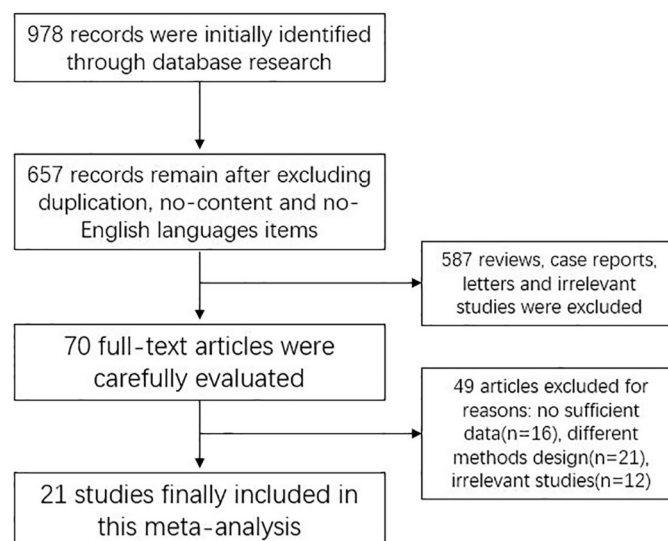 978 records were initially identified
through database research
657 records remain after excluding
duplication, no-content and no-
English languages items
587 reviews, case reports,
letters and irrelevant
studies were excluded
70 full-text articles were
carefully evaluated
49 articles excluded for
reasons: no sufficient
data(n=16), different
methods design(n=21),
irrelevant studies(n=12)
21 studies finally included in
this meta-analysis